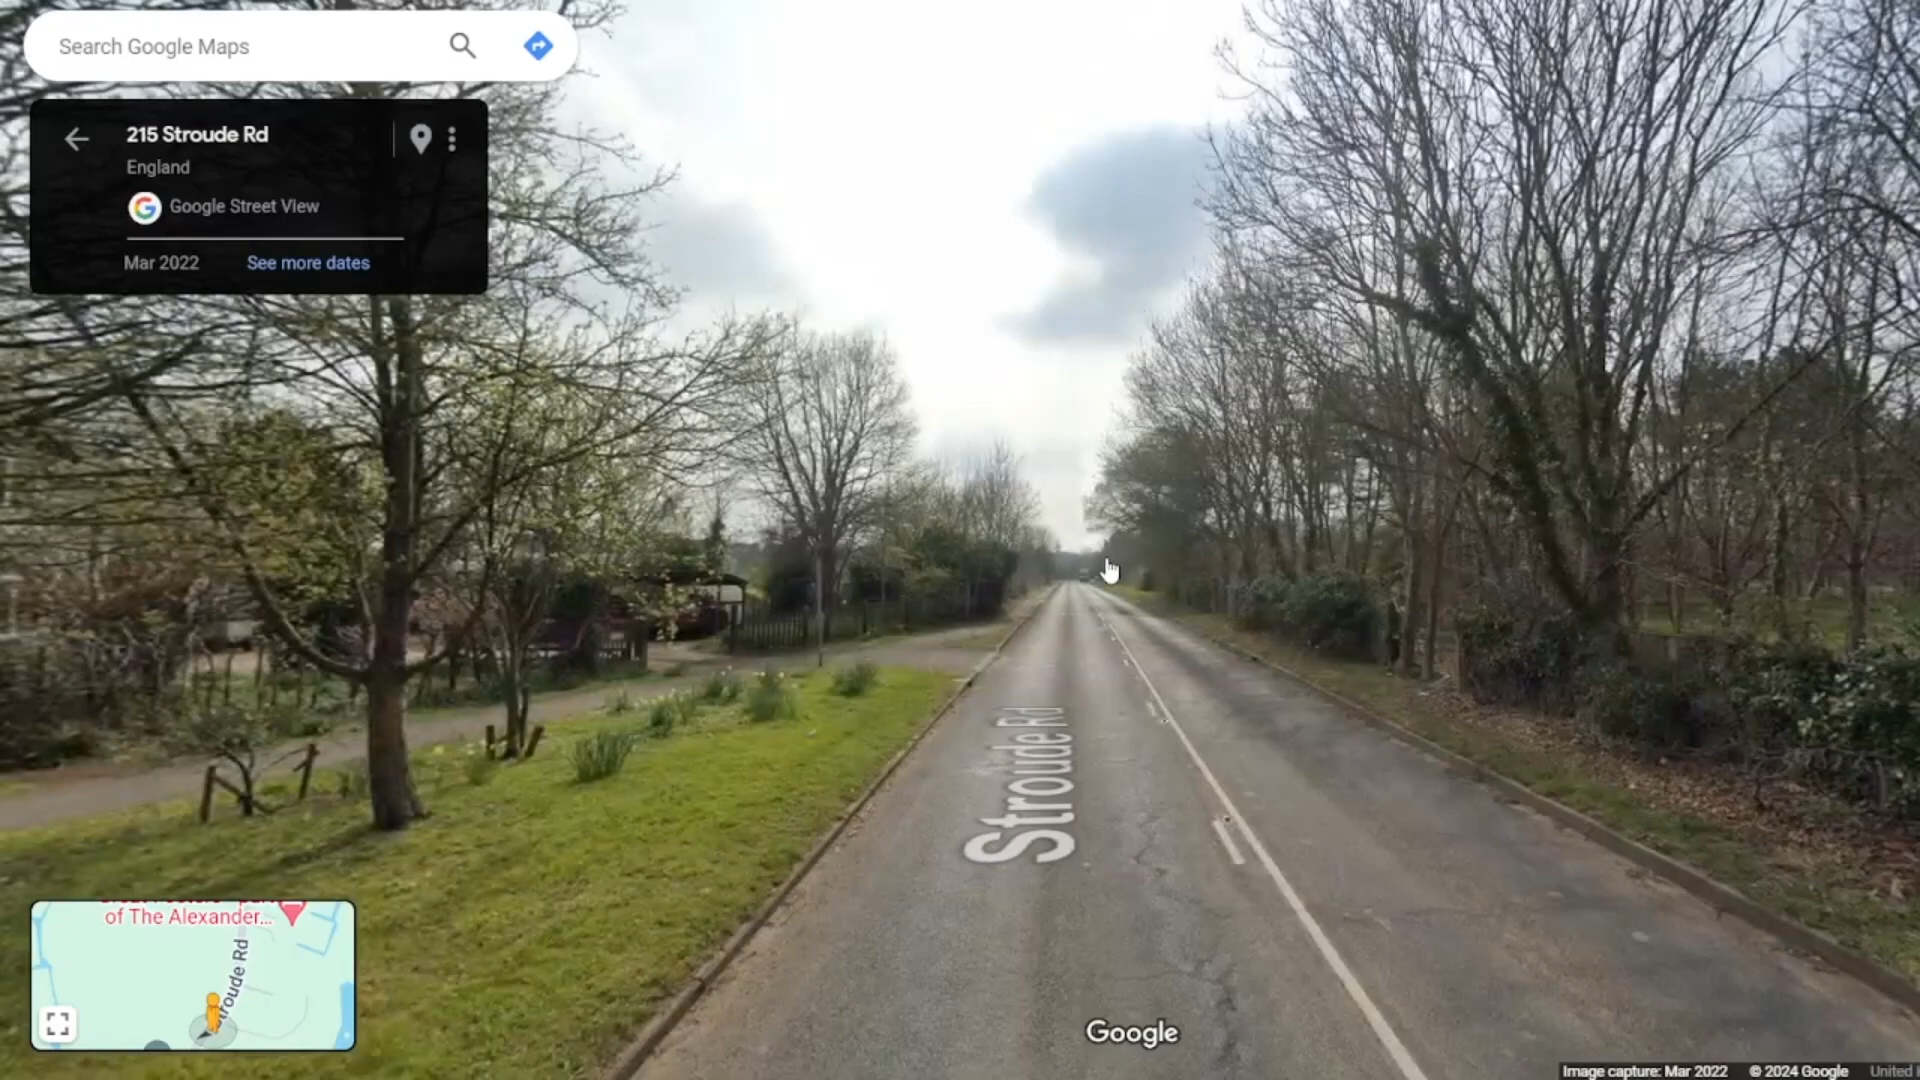 Search Google Maps
215 Stroude Rd
England
Google Street View
Mar 2022
See more dates
Stroude Rd
of The Alexander...
Stroude Rd
Google
Image capture: Mar 2022 © 2024 Google United